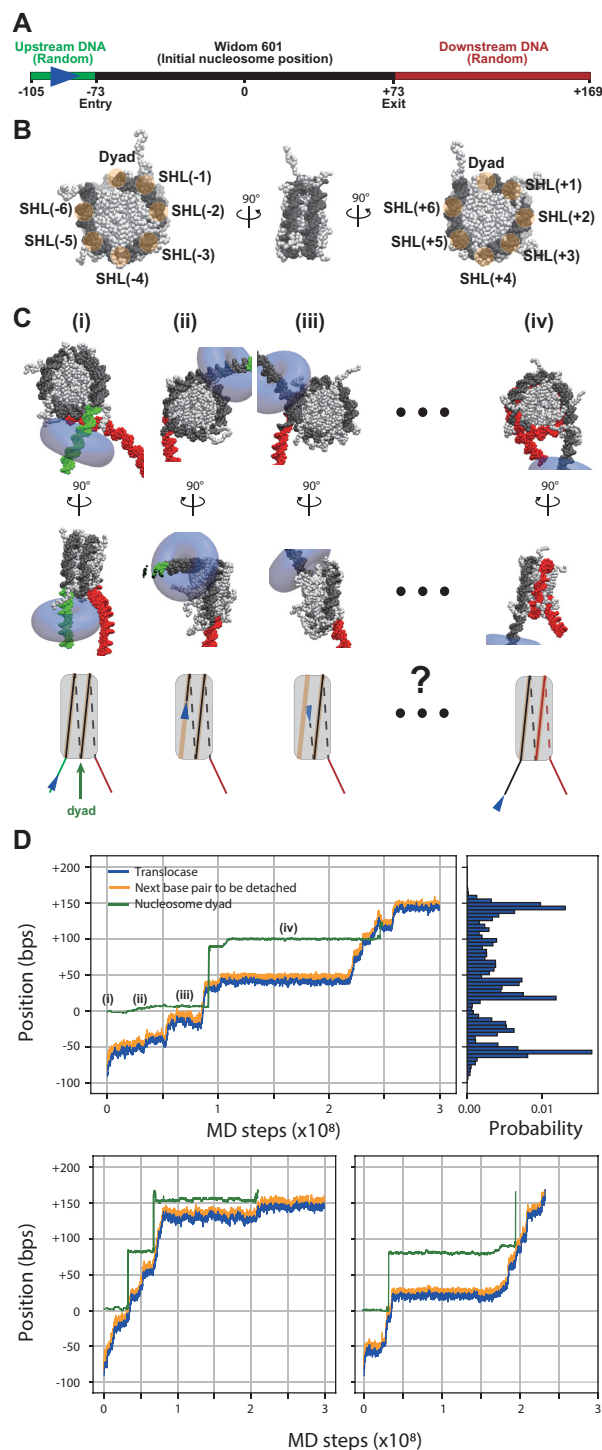 A
Upstream DNA
(Random)
Widom 601
(Initial nucleosome position)
Downstream DNA
(Random)
-105
-73
0
+73
+169
Entry
Exit
B
Dyad
SHL(-1)
SHL(-6)
SHL(-2)
SHL(-5)
SHL(-3)
SHL(-4)
90°
90°
Dyad
SHL(+1)
SHL(+6)
SHL(+2)
SHL(+5)
SHL(+3)
SHL(+4)
C
(i)
(ii)
(iii)
(iv)
90°
90°
90°
90°
?
dyad
D
Position (bps)
+200
+150
+100
+50
0
-50
-100
Translocase
Next base pair to be detached
Nucleosome dyad
(i)
(ii)
(iii)
(iv)
0
1
2
3
MD steps (x10⁸)
0.00
0.01
Probability
Position (bps)
+200
+150
+100
+50
0
-50
-100
0
1
2
3
0
1
2
3
MD steps (x10⁸)